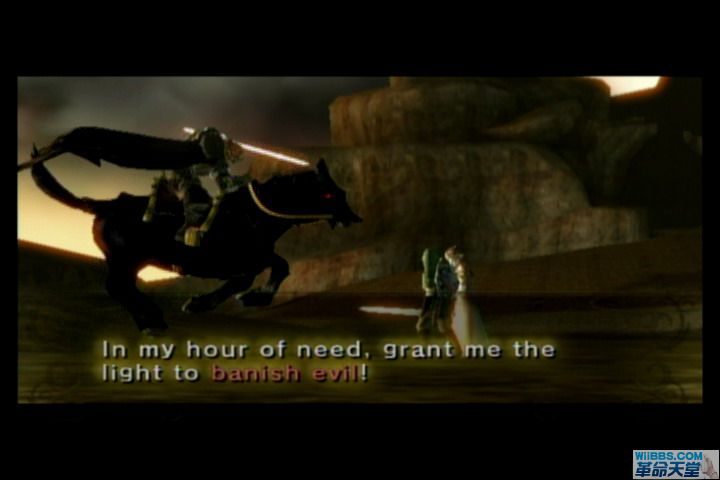 In my hour of need, grant me the
light to banish evil!
WiiBBS.COM
革命天堂